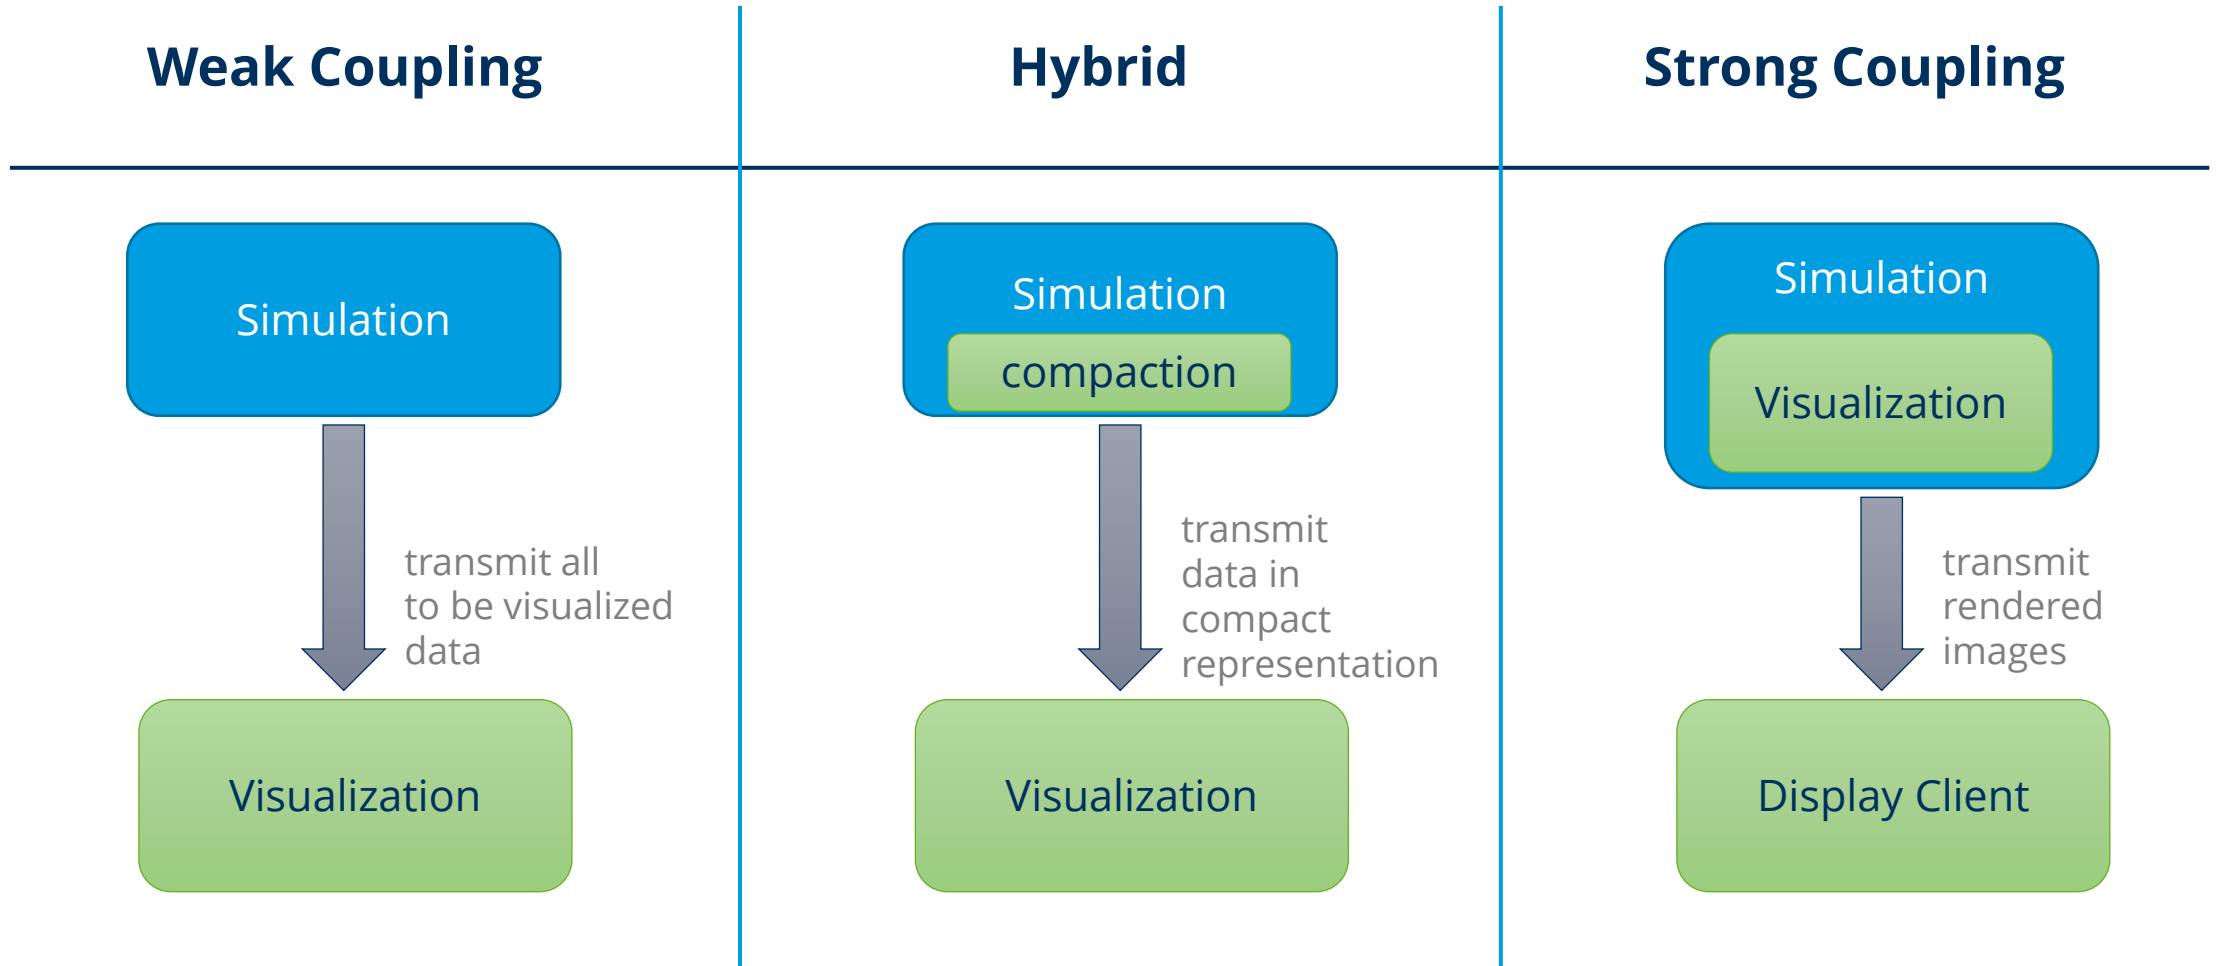 Weak Coupling
Hybrid
Strong Coupling
Simulation
transmit all
to be visualized
data
Visualization
Simulation
compaction
transmit
data in
compact
representation
Visualization
Simulation
Visualization
transmit
rendered
images
Display Client